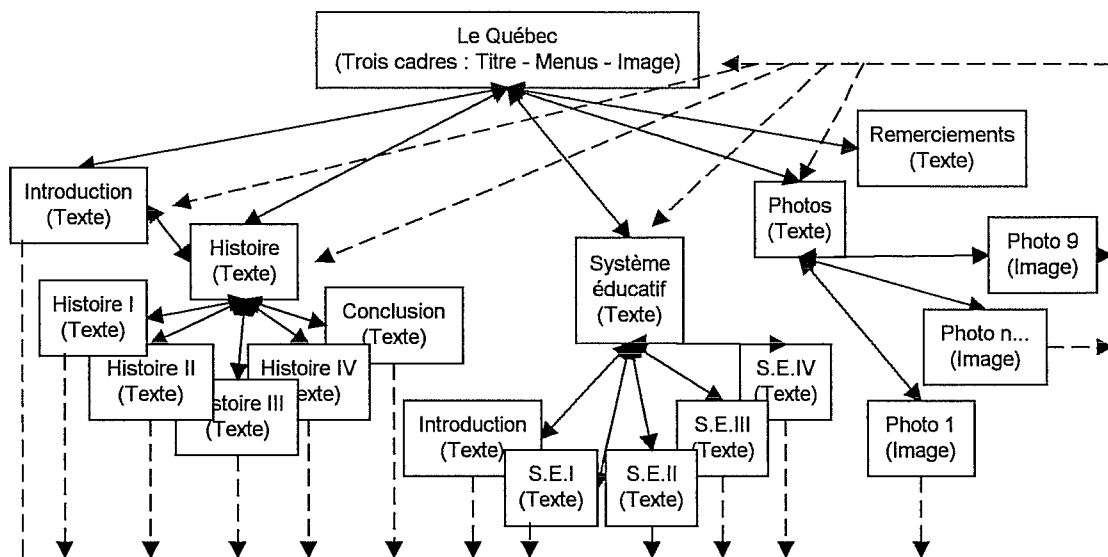 Le Québec
(Trois cadres : Titre - Menus - Image)
Remerciements
(Texte)
Introduction
(Texte)
Photos
(Texte)
Histoire
(Texte)
Système
éducatif
(Texte)
Photo 9
(Image)
Histoire I
(Texte)
Conclusion
(Texte)
Photo n...
(Image)
Histoire II
(Texte)
Histoire IV
(Texte)
stoire III
(Texte)
S.E.IV
(Texte)
Introduction
(Texte)
S.E.III
(Texte)
Photo 1
(Image)
S.E.I
(Texte)
S.E.II
(Texte)